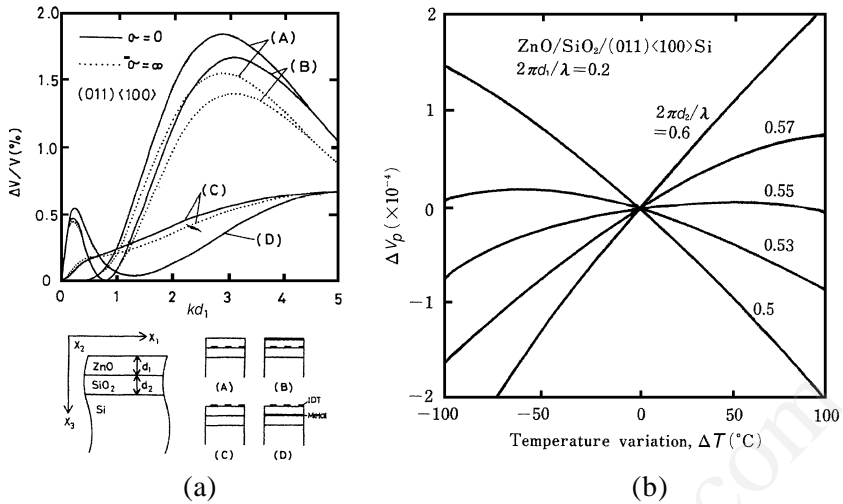 (a)
2.0
1.5
1.0
0.5
0
ΔV/V(%)
σ=0
σ=∞
(011)⟨100⟩
(A)
(B)
(C)
(D)
0 1 2 3 4 5
kd₁
X₁
X₂
X₃
ZnO d₁
SiO₂ d₂
Si
(A) (B)
IDT
Metal
(C) (D)
(a)
(b)
2
1
0
−1
−2
ΔVp (×10⁻⁴)
ZnO/SiO₂/(011)⟨100⟩Si
2πd₁/λ=0.2
2πd₂/λ
=0.6
0.57
0.55
0.53
0.5
−100 −50 0 50 100
Temperature variation, ΔT(°C)
(b)